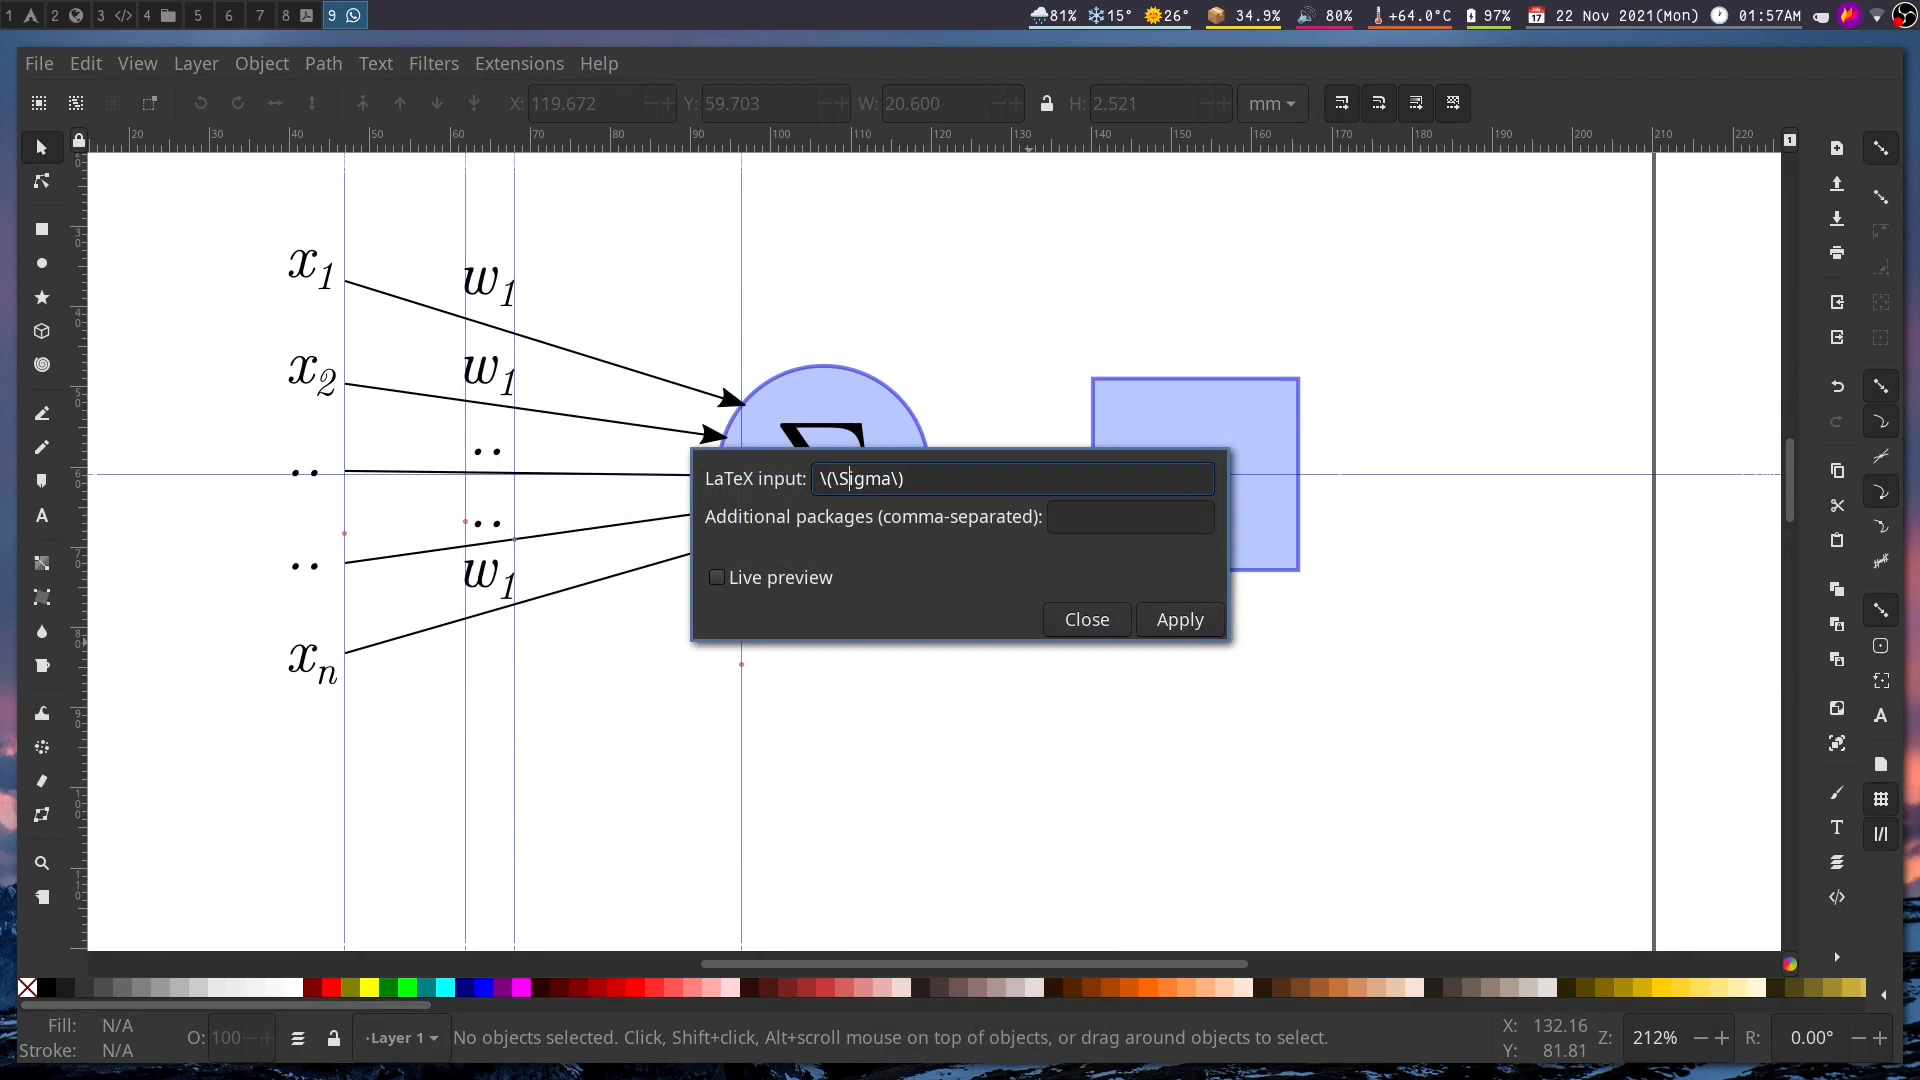 1 2 3 4 5 6 7 8 9 81% 15° 26° 34.9% 80% +64.0°C 97% 22 Nov 2021(Mon) 01:57AM
File Edit View Layer Object Path Text Filters Extensions Help
X: 119.672 Y: 59.703 W: 20.600 H: 2.521 mm
20 30 40 50 60 70 80 90 100 110 120 130 140 150 160 170 180 190 200 210 220
1
x1 w1
x2 w1
..
..
..
..
w1
xn
Σ
LaTeX input: \(\Sigma\)
Additional packages (comma-separated):
Live preview
Close Apply
Fill: N/A O: 100 Layer 1 No objects selected. Click, Shift+click, Alt+scroll mouse on top of objects, or drag around objects to select. X: 132.16 Z: 212% R: 0.00°
Stroke: N/A Y: 81.81